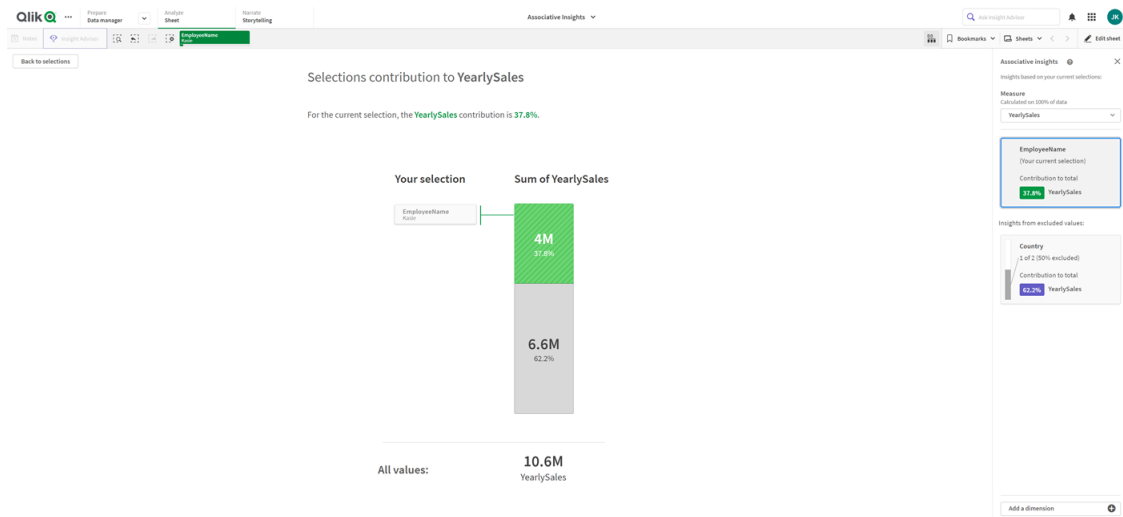 Qlik
Prepare
Data manager
Analyze
Sheet
Narrate
Storytelling
Associative Insights
Ask Insight Advisor
JK
Notes
Insight Advisor
EmployeeName
Kasie
Bookmarks
Sheets
Edit sheet
Back to selections
Selections contribution to YearlySales
For the current selection, the YearlySales contribution is 37.8%.
Your selection
Sum of YearlySales
EmployeeName
Kasie
4M
37.8%
6.6M
62.2%
All values:
10.6M
YearlySales
Associative insights
Insights based on your current selections:
Measure
Calculated on 100% of data
YearlySales
EmployeeName
(Your current selection)
Contribution to total
37.8% YearlySales
Insights from excluded values:
Country
1 of 2 (50% excluded)
Contribution to total
62.2% YearlySales
Add a dimension